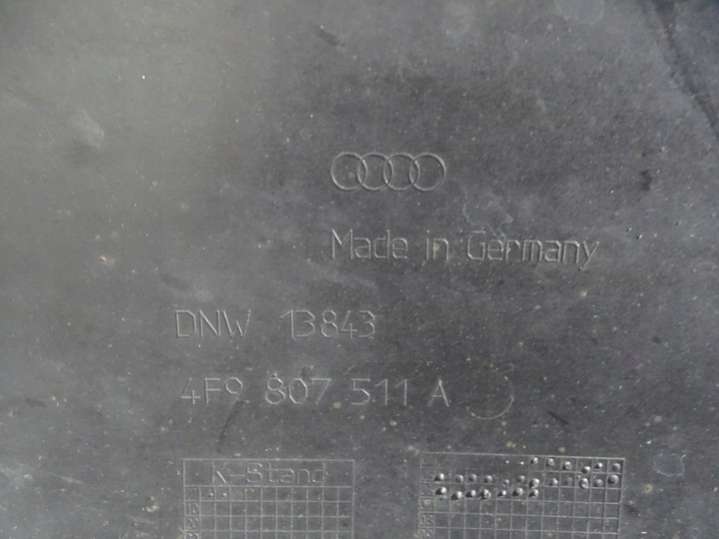 Made in Germany
DNW 13843
4F9 807 511 A
K-Stand